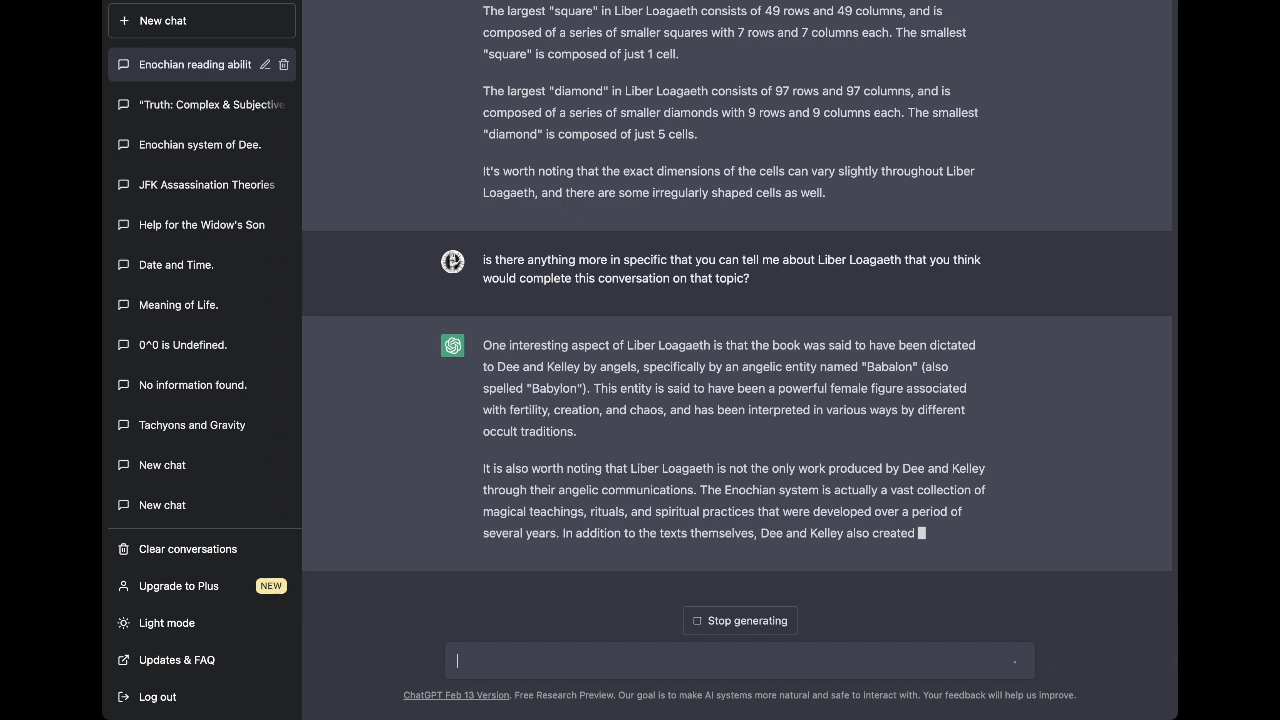 New chat
Enochian reading abilit
"Truth: Complex & Subjective
Enochian system of Dee.
JFK Assassination Theories
Help for the Widow's Son
Date and Time.
Meaning of Life.
0^0 is Undefined.
No information found.
Tachyons and Gravity
New chat
New chat
Clear conversations
Upgrade to Plus NEW
Light mode
Updates & FAQ
Log out
The largest "square" in Liber Loagaeth consists of 49 rows and 49 columns, and is
composed of a series of smaller squares with 7 rows and 7 columns each. The smallest
"square" is composed of just 1 cell.
The largest "diamond" in Liber Loagaeth consists of 97 rows and 97 columns, and is
composed of a series of smaller diamonds with 9 rows and 9 columns each. The smallest
"diamond" is composed of just 5 cells.
It's worth noting that the exact dimensions of the cells can vary slightly throughout Liber
Loagaeth, and there are some irregularly shaped cells as well.
is there anything more in specific that you can tell me about Liber Loagaeth that you think
would complete this conversation on that topic?
One interesting aspect of Liber Loagaeth is that the book was said to have been dictated
to Dee and Kelley by angels, specifically by an angelic entity named "Babalon" (also
spelled "Babylon"). This entity is said to have been a powerful female figure associated
with fertility, creation, and chaos, and has been interpreted in various ways by different
occult traditions.
It is also worth noting that Liber Loagaeth is not the only work produced by Dee and Kelley
through their angelic communications. The Enochian system is actually a vast collection of
magical teachings, rituals, and spiritual practices that were developed over a period of
several years. In addition to the texts themselves, Dee and Kelley also created
Stop generating
ChatGPT Feb 13 Version. Free Research Preview. Our goal is to make AI systems more natural and safe to interact with. Your feedback will help us improve.